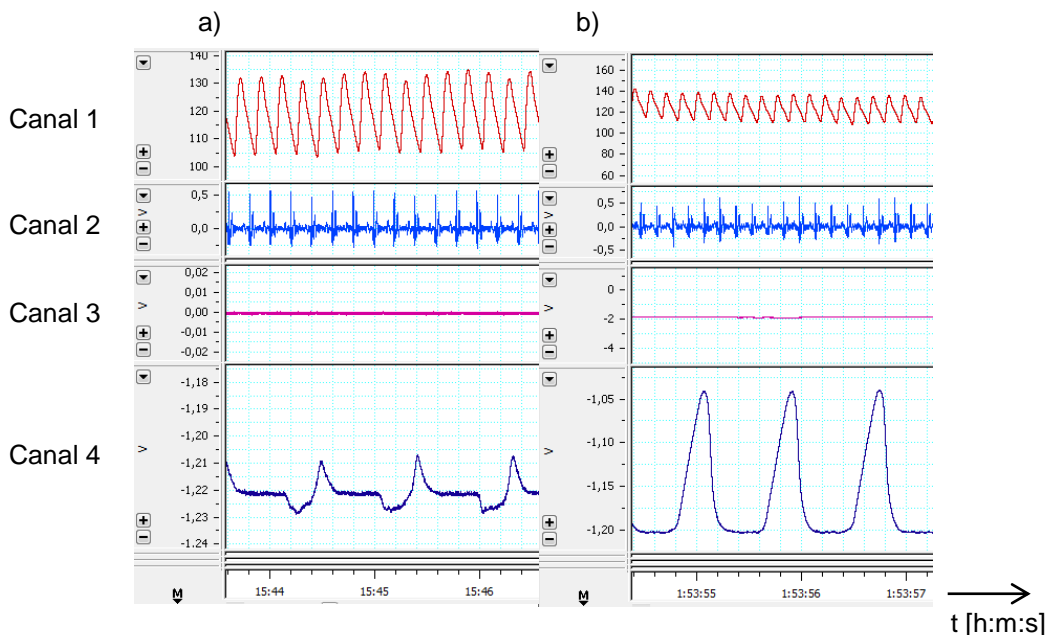 a)
b)
Canal 1
140
130
120
110
100
160
140
110
80
60
Canal 2
0,5
0,0
V
0,5
0,0
-0,5
V
Canal 3
0,02
0,01
0,00
-0,01
-0,02
V
0
-2
-4
V
Canal 4
-1,18
-1,19
-1,20
-1,21
-1,22
-1,23
-1.24
V
-1,05
-1,10
-1,15
-1,20
V
M
15:44
15:45
15:46
M
1:53:55
1:53:56
1:53:57
t [h:m:s]